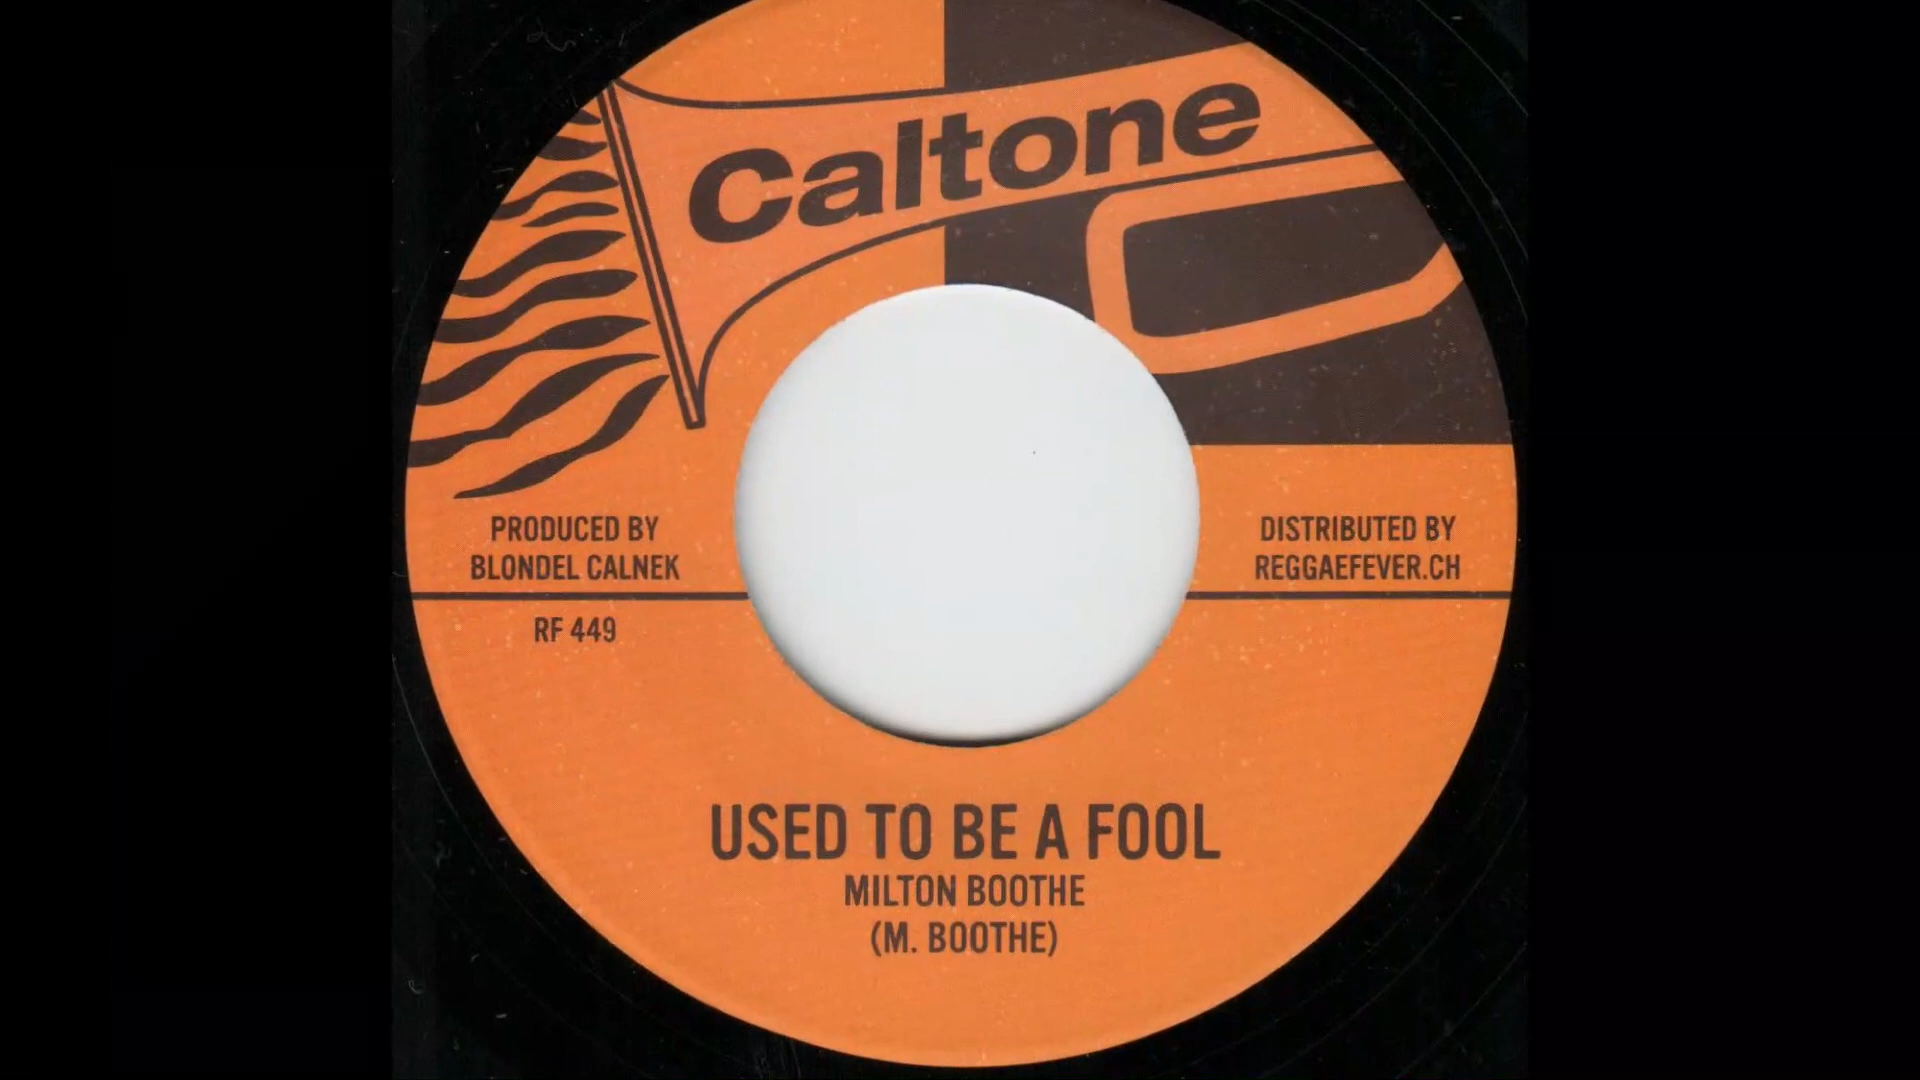 Caltone
PRODUCED BY
BLONDEL CALNEK
DISTRIBUTED BY
REGGAEFEVER.CH
RF 449
USED TO BE A FOOL
MILTON BOOTHE
(M. BOOTHE)